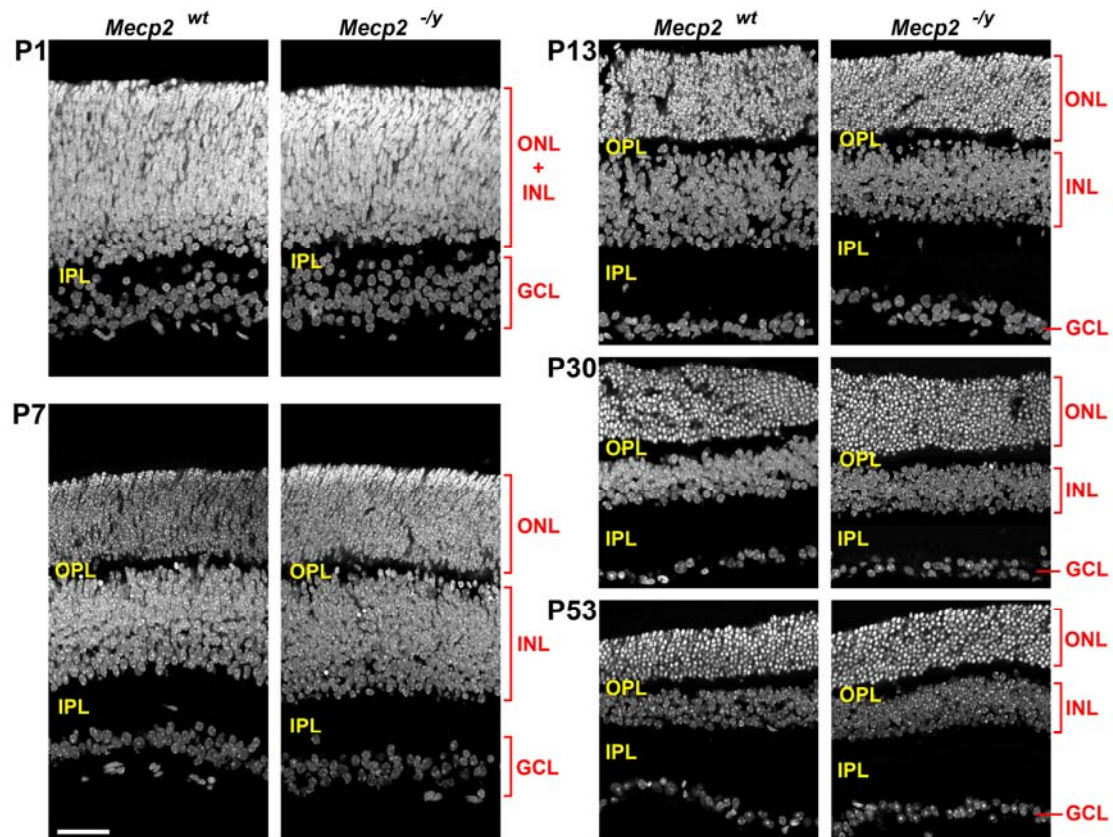 Mecp2 wt
Mecp2 -/y
P1
ONL
+
INL
IPL
IPL
GCL
P7
ONL
OPL
OPL
INL
IPL
IPL
GCL
Mecp2 wt
Mecp2 -/y
P13
ONL
OPL
OPL
INL
IPL
IPL
GCL
P30
ONL
OPL
OPL
INL
IPL
IPL
GCL
P53
ONL
OPL
OPL
INL
IPL
IPL
GCL